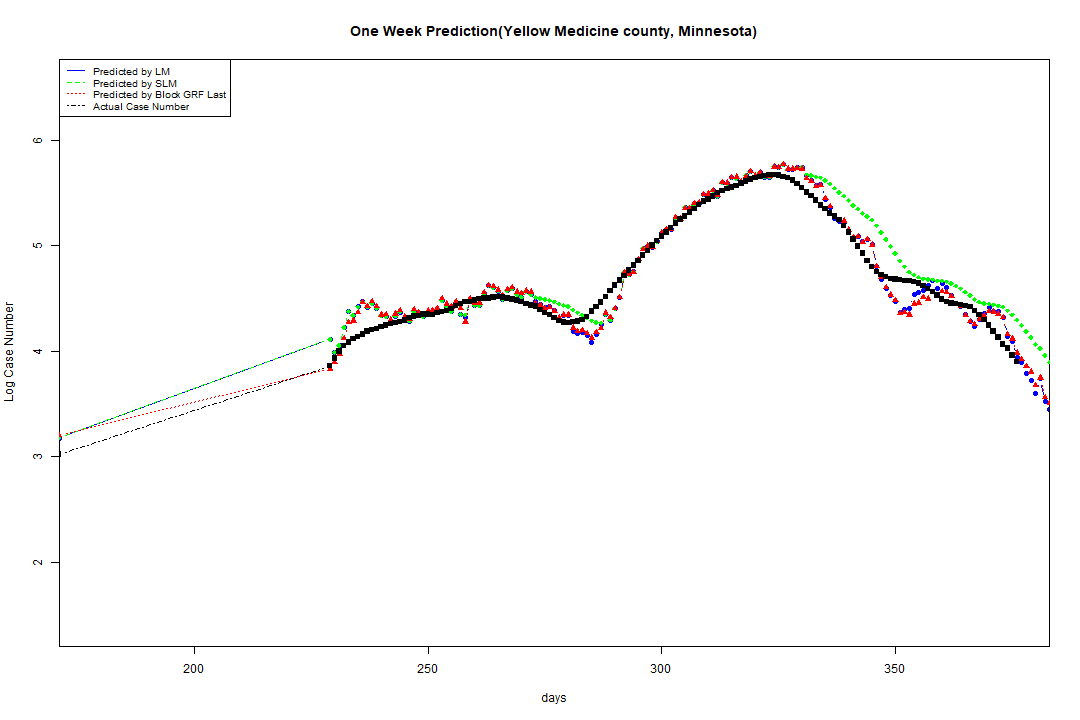 One Week Prediction(Yellow Medicine county, Minnesota)
Predicted by LM
Predicted by SLM
Predicted by Block GRF Last
Actual Case Number
6
5
4
3
2
Log Case Number
200 250 300 350
days